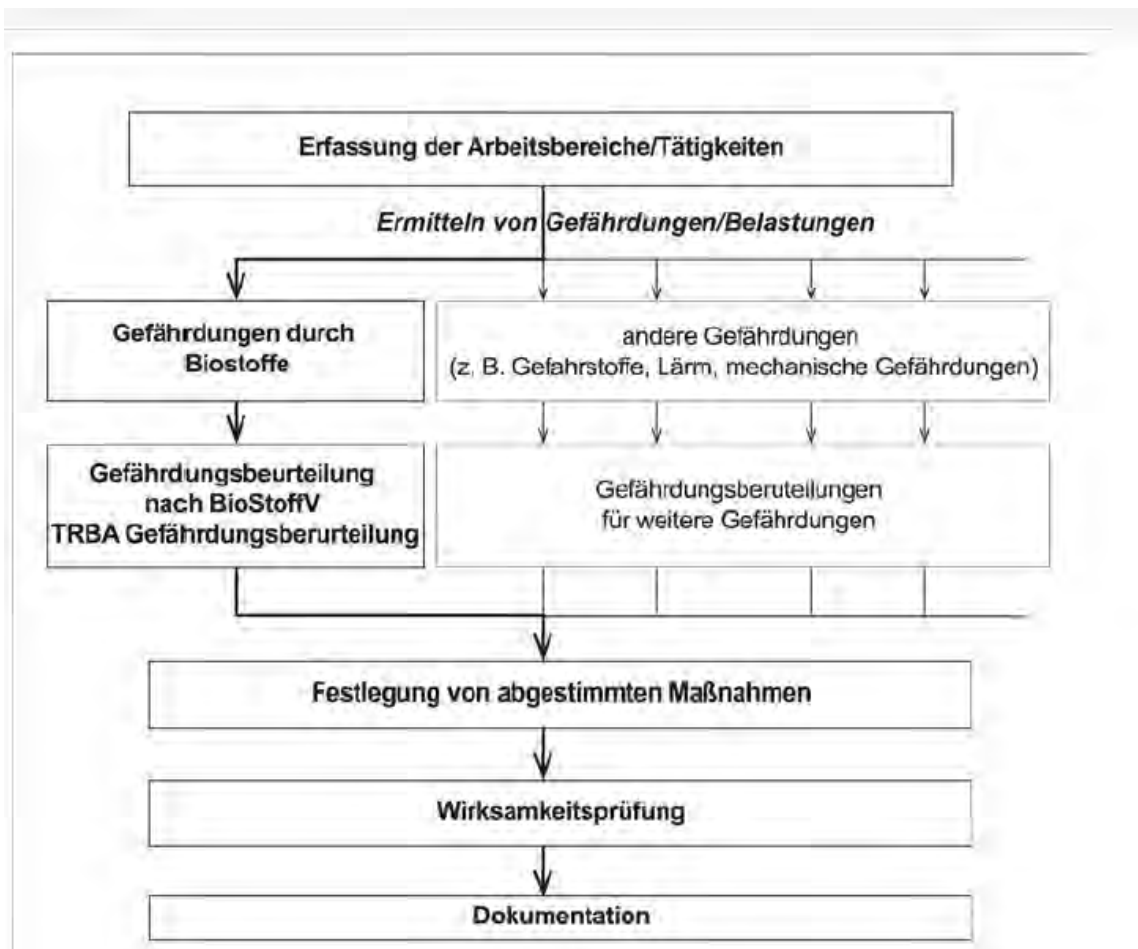 Erfassung der Arbeitsbereiche/Tätigkeiten
Ermitteln von Gefährdungen/Belastungen
Gefährdungen durch
Biostoffe
andere Gefährdungen
(z. B. Gefahrstoffe, Lärm, mechanische Gefährdungen)
Gefährdungsbeurteilung
nach BioStoffV
TRBA Gefährdungsberurteilung
Gefährdungsberuteilungen
für weitere Gefährdungen
Festlegung von abgestimmten Maßnahmen
Wirksamkeitsprüfung
Dokumentation